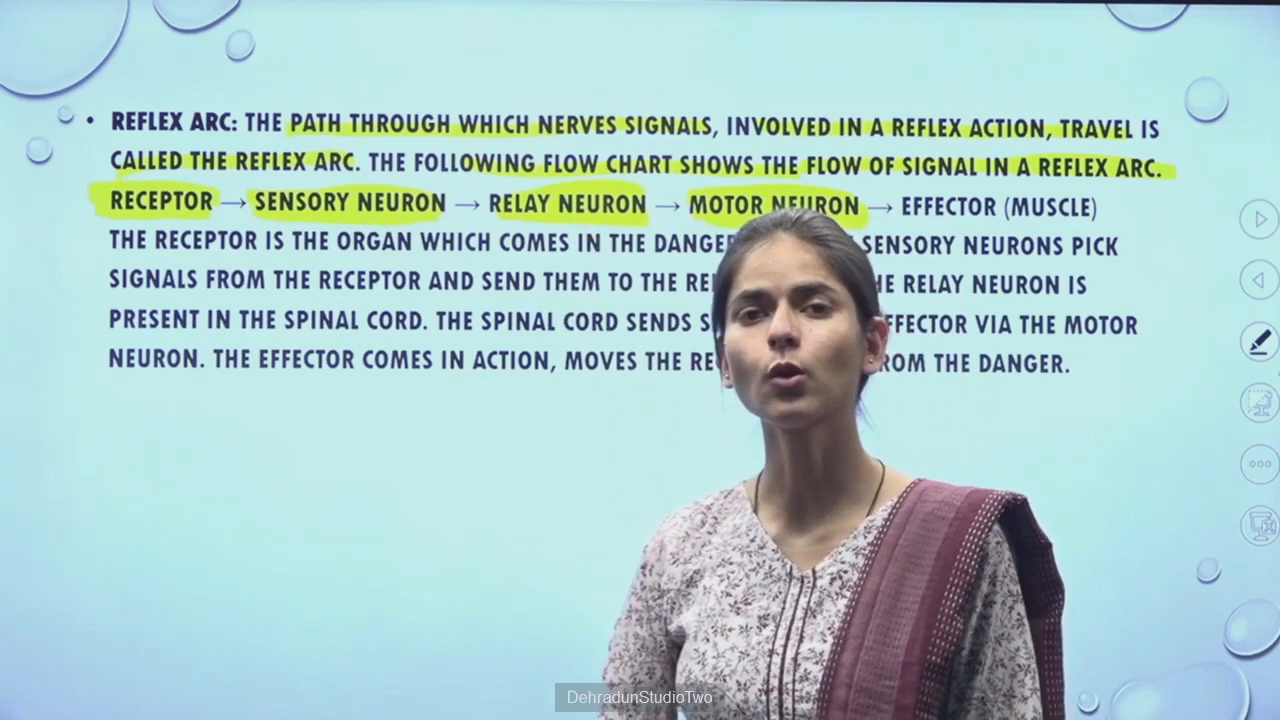 • REFLEX ARC: THE PATH THROUGH WHICH NERVES SIGNALS, INVOLVED IN A REFLEX ACTION, TRAVEL IS
CALLED THE REFLEX ARC. THE FOLLOWING FLOW CHART SHOWS THE FLOW OF SIGNAL IN A REFLEX ARC.
RECEPTOR → SENSORY NEURON → RELAY NEURON → MOTOR NEURON → EFFECTOR (MUSCLE)
THE RECEPTOR IS THE ORGAN WHICH COMES IN THE DANGER SENSORY NEURONS PICK
SIGNALS FROM THE RECEPTOR AND SEND THEM TO THE RELAY NEURON IS
PRESENT IN THE SPINAL CORD. THE SPINAL CORD SENDS VIA THE MOTOR
NEURON. THE EFFECTOR COMES IN ACTION, MOVES THE THE DANGER.
DehradunStudioTwo